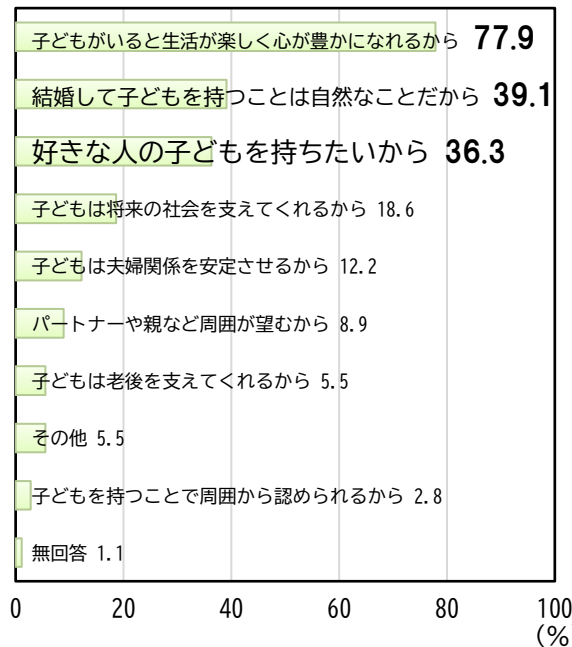 子どもがいると生活が楽しく心が豊かになれるから 77.9
結婚して子どもを持つことは自然なことだから 39.1
好きな人の子どもを持ちたいから 36.3
子どもは将来の社会を支えてくれるから 18.6
子どもは夫婦関係を安定させるから 12.2
パートナーや親など周囲が望むから 8.9
子どもは老後を支えてくれるから 5.5
その他 5.5
子どもを持つことで周囲から認められるから 2.8
無回答 1.1
0 20 40 60 80 100
(%